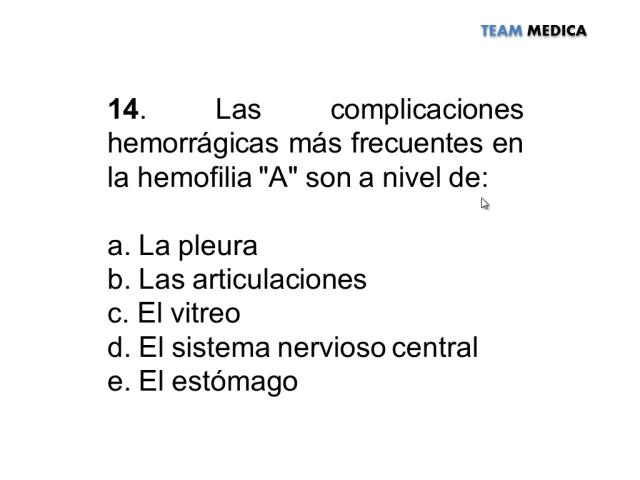 TEAM MEDICA
14. Las complicaciones
hemorrágicas más frecuentes en
la hemofilia "A" son a nivel de:
a. La pleura
b. Las articulaciones
c. El vitreo
d. El sistema nervioso central
e. El estómago